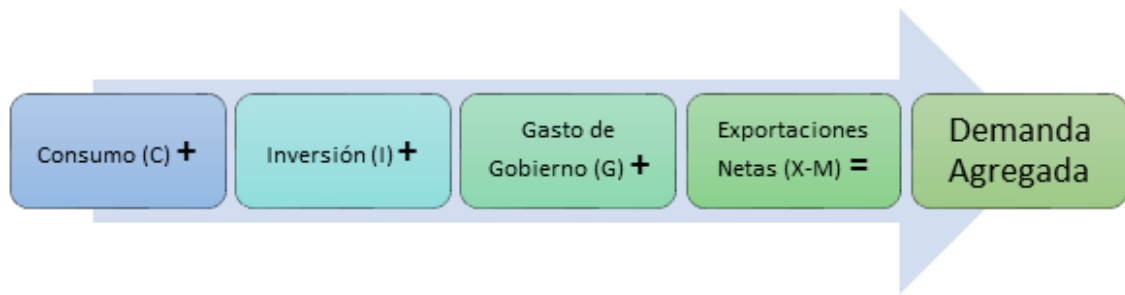 Consumo (C) +
Inversión (I) +
Gasto de
Gobierno (G) +
Exportaciones
Netas (X-M) =
Demanda
Agregada